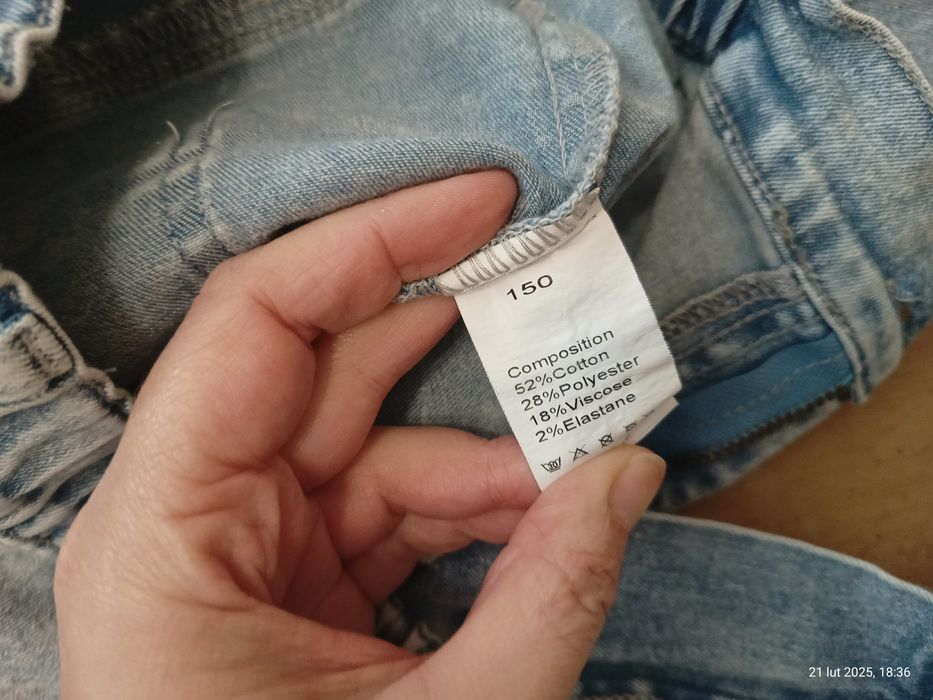 150
Composition
52%Cotton
28%Polyester
18%Viscose
2%Elastane
21 lut 2025, 18:36